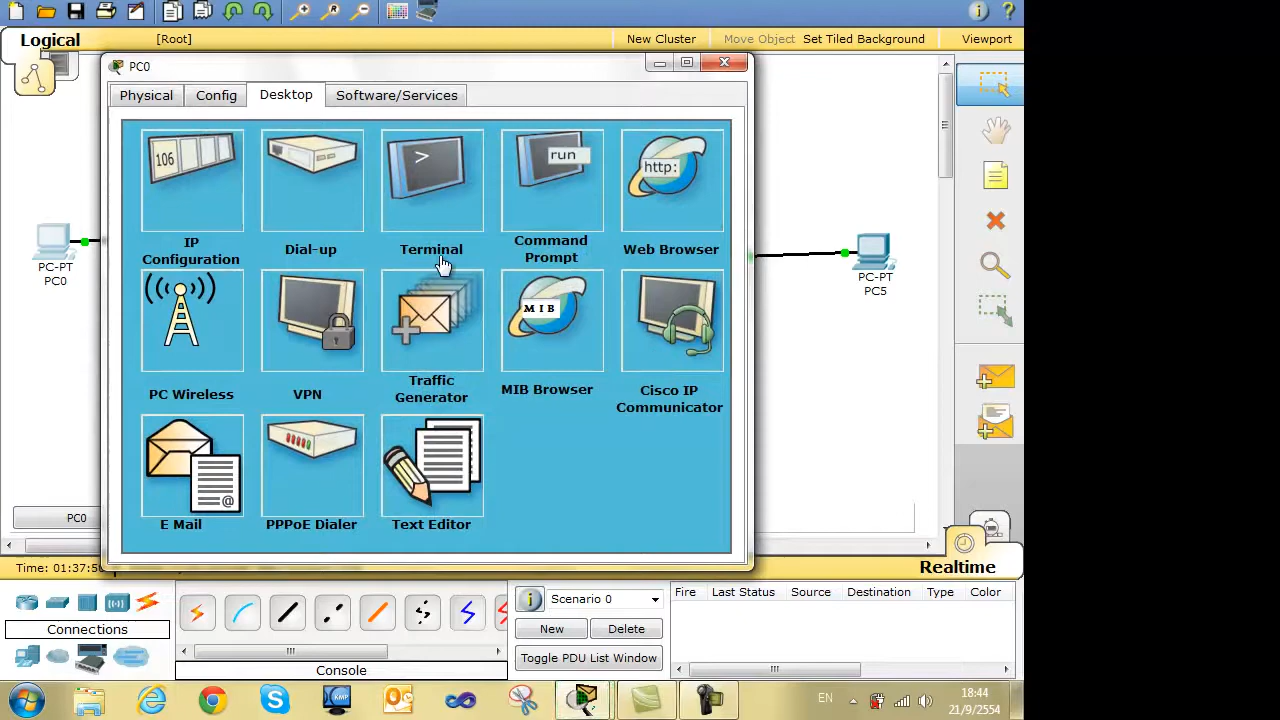 Logical
[Root]
New Cluster
Move Object
Set Tiled Background
Viewport
PC0
Physical
Config
Desktop
Software/Services
106
>
run
http:
IP
Configuration
Dial-up
Terminal
Command
Prompt
Web Browser
MIB
PC Wireless
VPN
Traffic
Generator
MIB Browser
Cisco IP
Communicator
@
E Mail
PPPoE Dialer
Text Editor
PC-PT
PC0
PC-PT
PC5
PC0
Time: 01:37:50
Realtime
Connections
Console
Scenario 0
New
Delete
Toggle PDU List Window
Fire
Last Status
Source
Destination
Type
Color
EN
18:44
21/9/2554